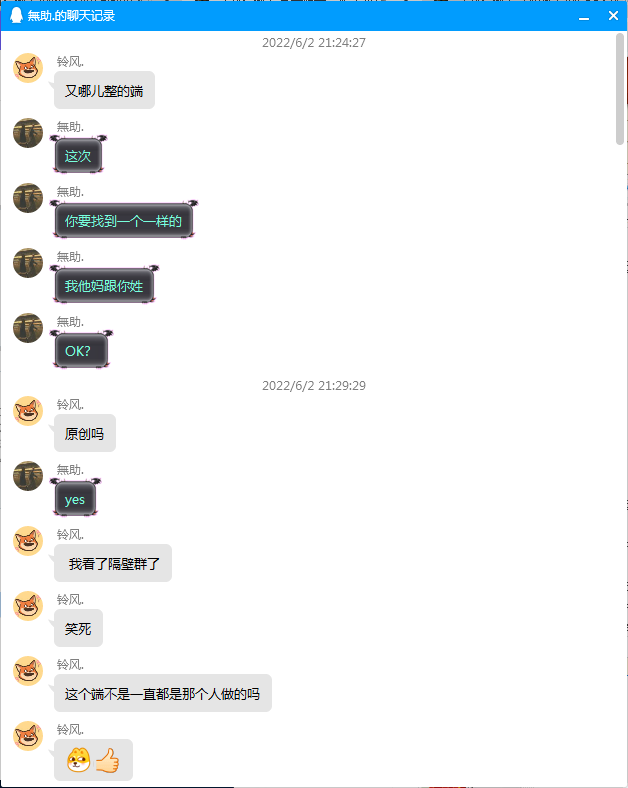 無助.的聊天记录
2022/6/2 21:24:27
铃风.
又哪儿整的端
無助.
这次
無助.
你要找到一个一样的
無助.
我他妈跟你姓
無助.
OK?
2022/6/2 21:29:29
铃风.
原创吗
無助.
yes
铃风.
我看了隔壁群了
铃风.
笑死
铃风.
这个端不是一直都是那个人做的吗
铃风.